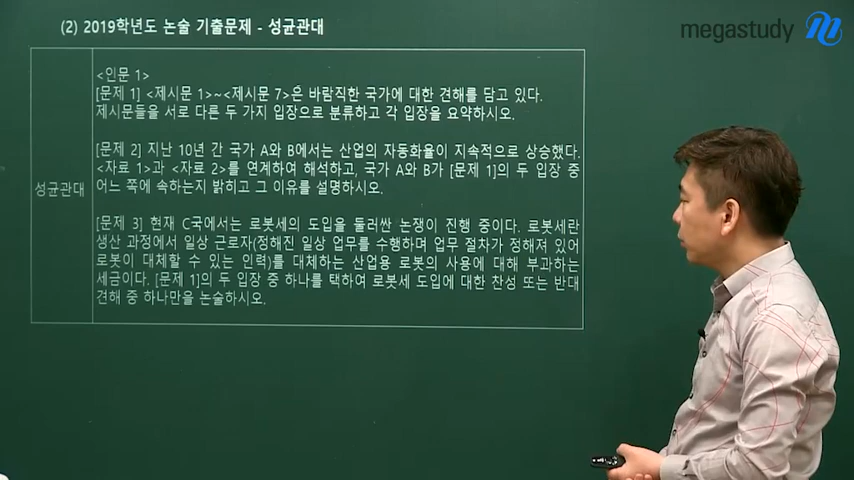 (2) 2019학년도 논술 기출문제 - 성균관대
megastudy
성균관대
<인문 1>
[문제 1] <제시문 1>~<제시문 7>은 바람직한 국가에 대한 견해를 담고 있다.
제시문들을 서로 다른 두 가지 입장으로 분류하고 각 입장을 요약하시오.
[문제 2] 지난 10년 간 국가 A와 B에서는 산업의 자동화율이 지속적으로 상승했다.
<자료 1>과 <자료 2>를 연계하여 해석하고, 국가 A와 B가 [문제 1]의 두 입장 중
어느 쪽에 속하는지 밝히고 그 이유를 설명하시오.
[문제 3] 현재 C국에서는 로봇세의 도입을 둘러싼 논쟁이 진행 중이다. 로봇세란
생산 과정에서 일상 근로자(정해진 일상 업무를 수행하며 업무 절차가 정해져 있어
로봇이 대체할 수 있는 인력)를 대체하는 산업용 로봇의 사용에 대해 부과하는
세금이다. [문제 1]의 두 입장 중 하나를 택하여 로봇세 도입에 대한 찬성 또는 반대
견해 중 하나만을 논술하시오.